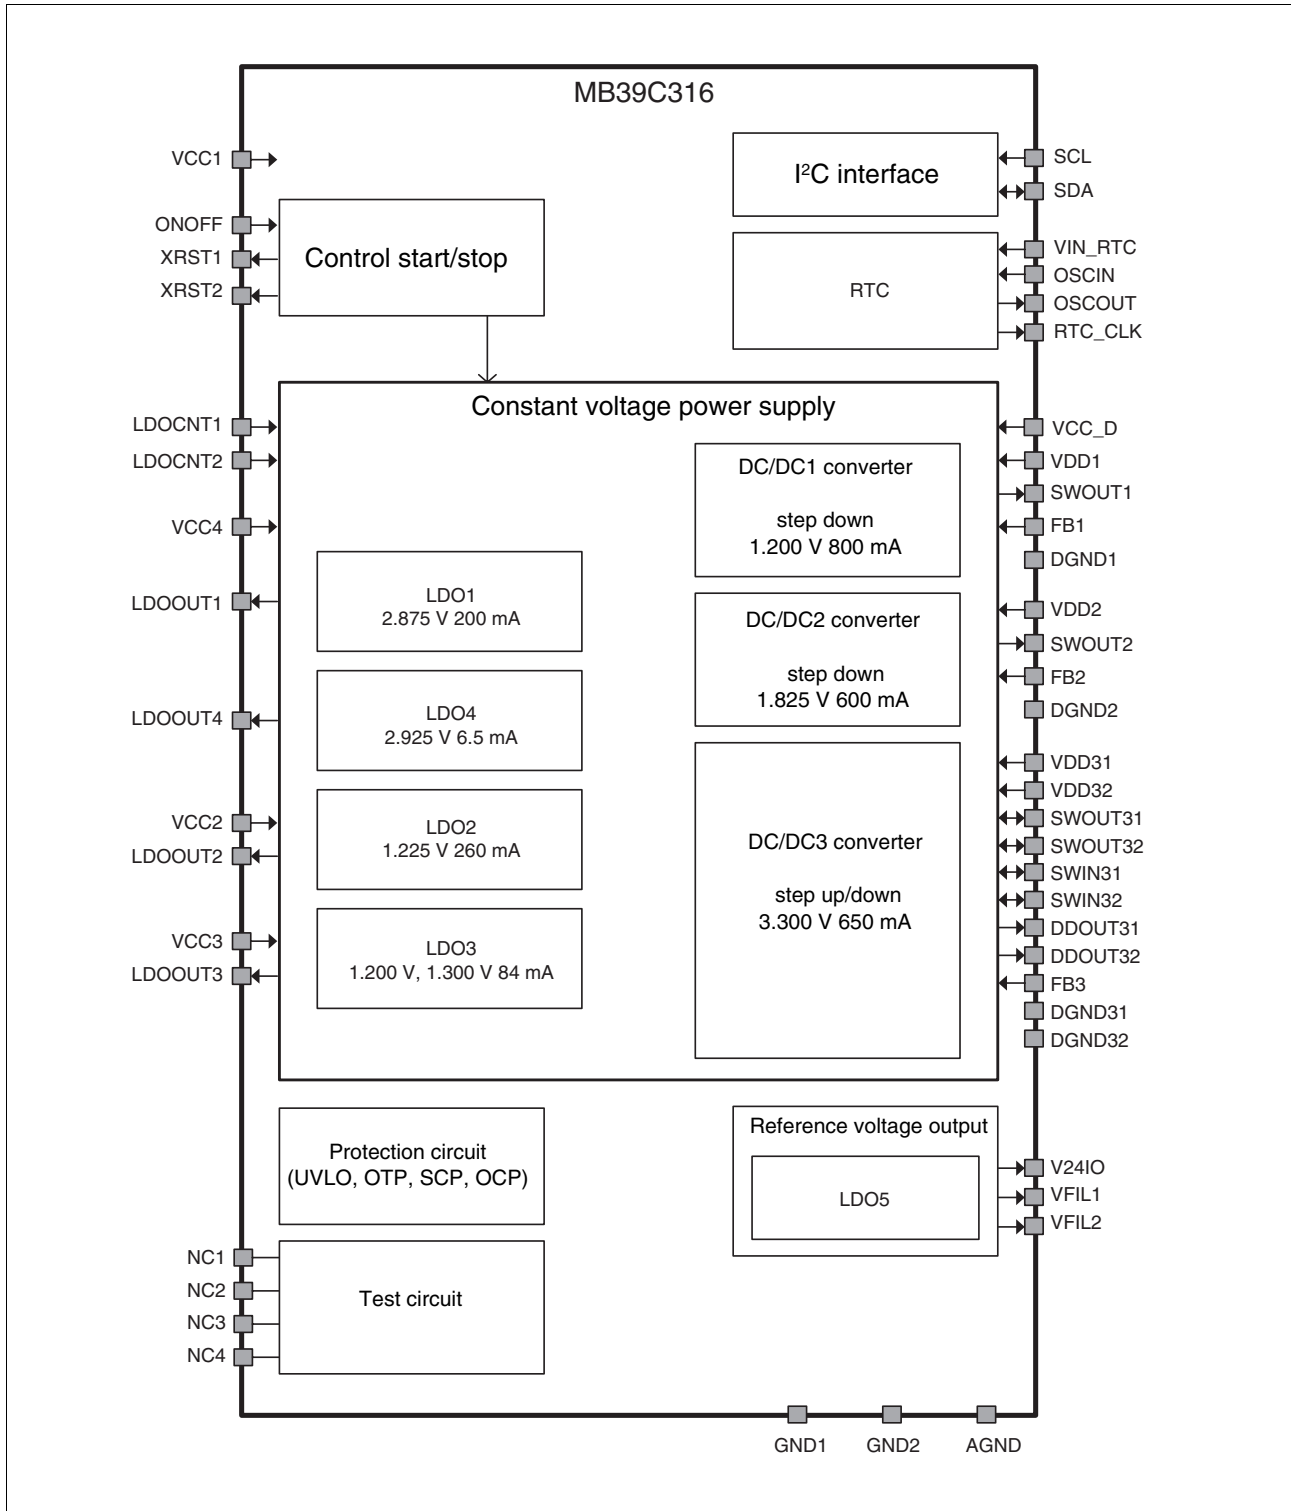 MB39C316
VCC1
ONOFF
XRST1
XRST2
Control start/stop
I²C interface
SCL
SDA
RTC
VIN_RTC
OSCIN
OSCOUT
RTC_CLK
Constant voltage power supply
LDOCNT1
LDOCNT2
VCC4
LDOOUT1
LDOOUT4
VCC2
LDOOUT2
VCC3
LDOOUT3
LDO1
2.875 V 200 mA
LDO4
2.925 V 6.5 mA
LDO2
1.225 V 260 mA
LDO3
1.200 V, 1.300 V 84 mA
DC/DC1 converter
step down
1.200 V 800 mA
DC/DC2 converter
step down
1.825 V 600 mA
DC/DC3 converter
step up/down
3.300 V 650 mA
VCC_D
VDD1
SWOUT1
FB1
DGND1
VDD2
SWOUT2
FB2
DGND2
VDD31
VDD32
SWOUT31
SWOUT32
SWIN31
SWIN32
DDOUT31
DDOUT32
FB3
DGND31
DGND32
Protection circuit
(UVLO, OTP, SCP, OCP)
Reference voltage output
LDO5
V24IO
VFIL1
VFIL2
NC1
NC2
NC3
NC4
Test circuit
GND1
GND2
AGND